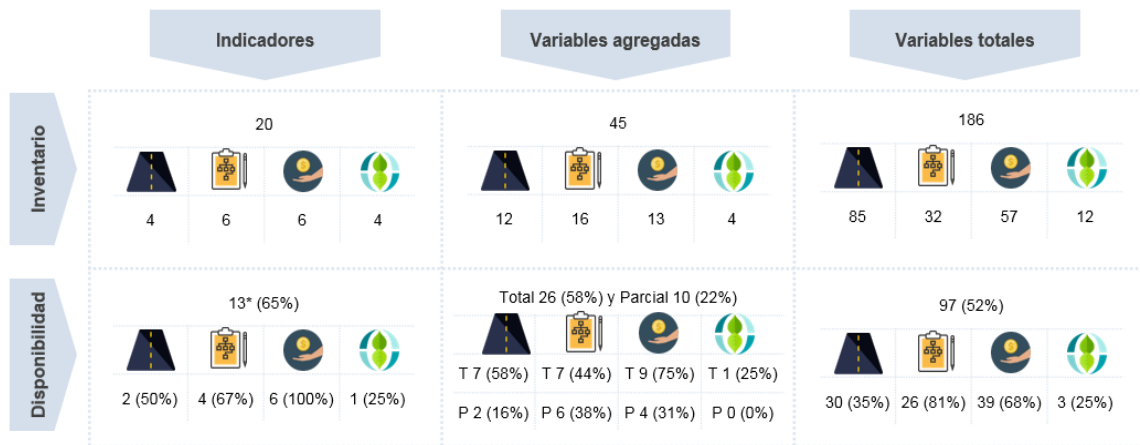 Indicadores
Variables agregadas
Variables totales
Inventario
20
4
6
6
4
45
12
16
13
4
186
85
32
57
12
Disponibilidad
13* (65%)
2 (50%)
4 (67%)
6 (100%)
1 (25%)
Total 26 (58%) y Parcial 10 (22%)
T 7 (58%)
T 7 (44%)
T 9 (75%)
T 1 (25%)
P 2 (16%)
P 6 (38%)
P 4 (31%)
P 0 (0%)
97 (52%)
30 (35%)
26 (81%)
39 (68%)
3 (25%)